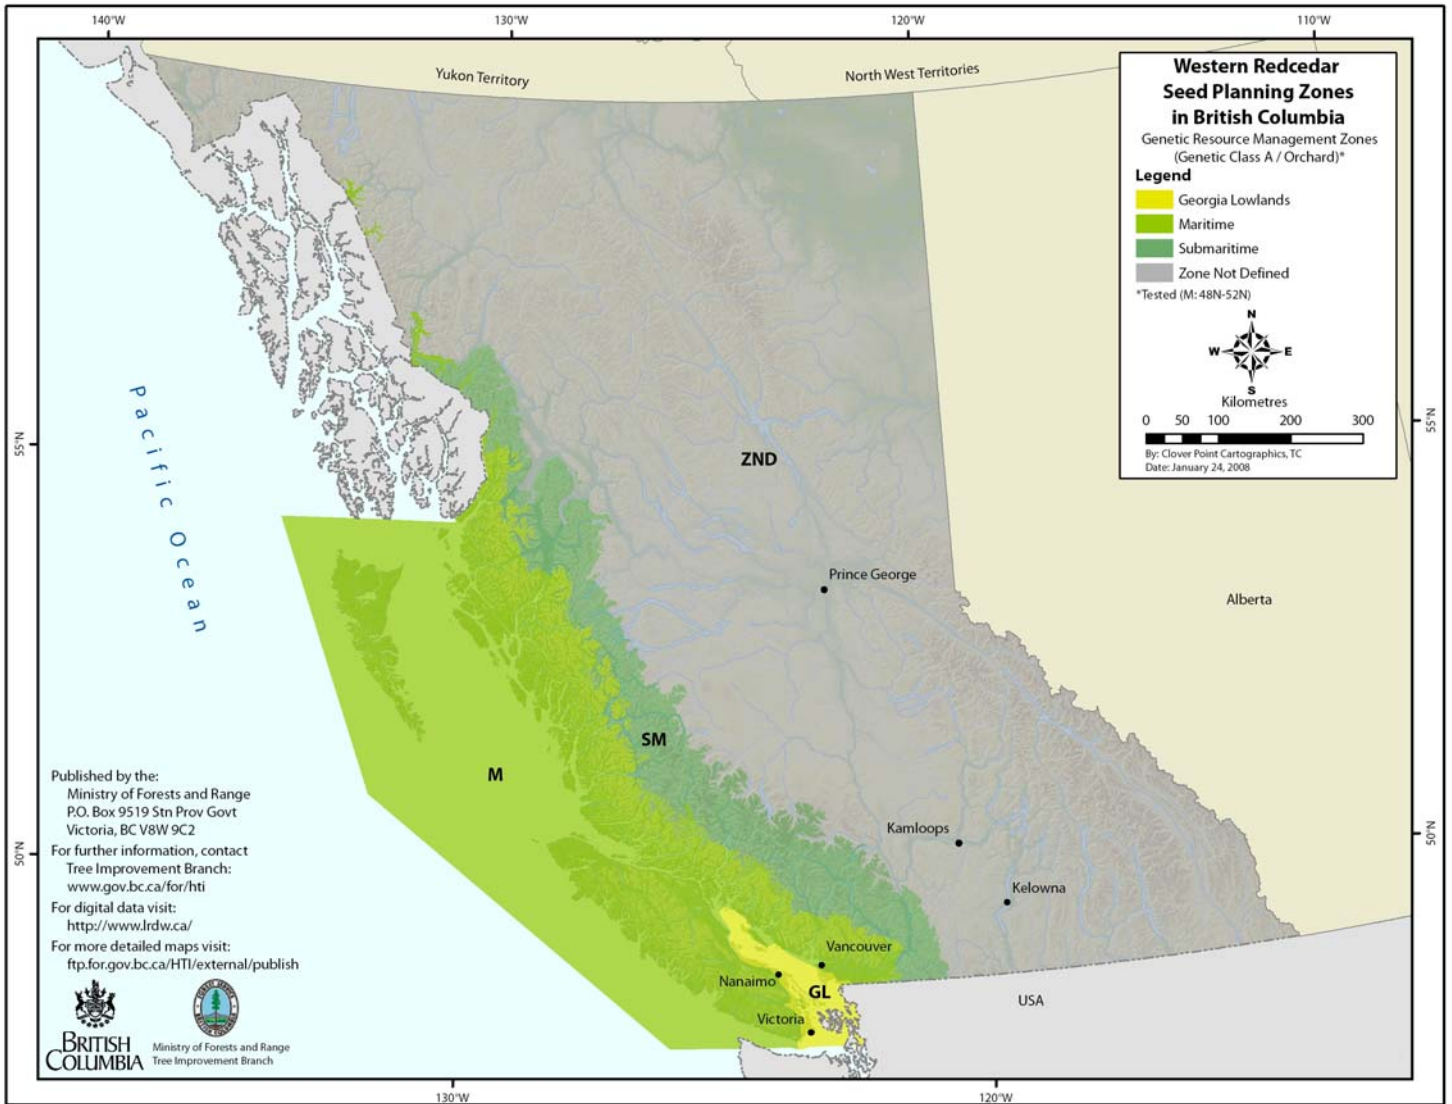 140°W
130°W
120°W
110°W
Yukon Territory
North West Territories
Western Redcedar
Seed Planning Zones
in British Columbia
Genetic Resource Management Zones
(Genetic Class A / Orchard)*
Legend
Georgia Lowlands
Maritime
Submaritime
Zone Not Defined
*Tested (M: 48N-52N)
N
W
E
S
Kilometres
0 50 100 200 300
By: Clover Point Cartographics, TC
Date: January 24, 2008
55°N
55°N
Pacific Ocean
ZND
Prince George
Alberta
SM
M
Kamloops
Kelowna
50°N
50°N
Vancouver
Nanaimo
GL
Victoria
USA
Published by the:
Ministry of Forests and Range
P.O. Box 9519 Stn Prov Govt
Victoria, BC V8W 9C2
For further information, contact
Tree Improvement Branch:
www.gov.bc.ca/for/hti
For digital data visit:
http://www.lrdw.ca/
For more detailed maps visit:
ftp.for.gov.bc.ca/HTI/external/publish
BRITISH
COLUMBIA
Ministry of Forests and Range
Tree Improvement Branch
130°W
120°W